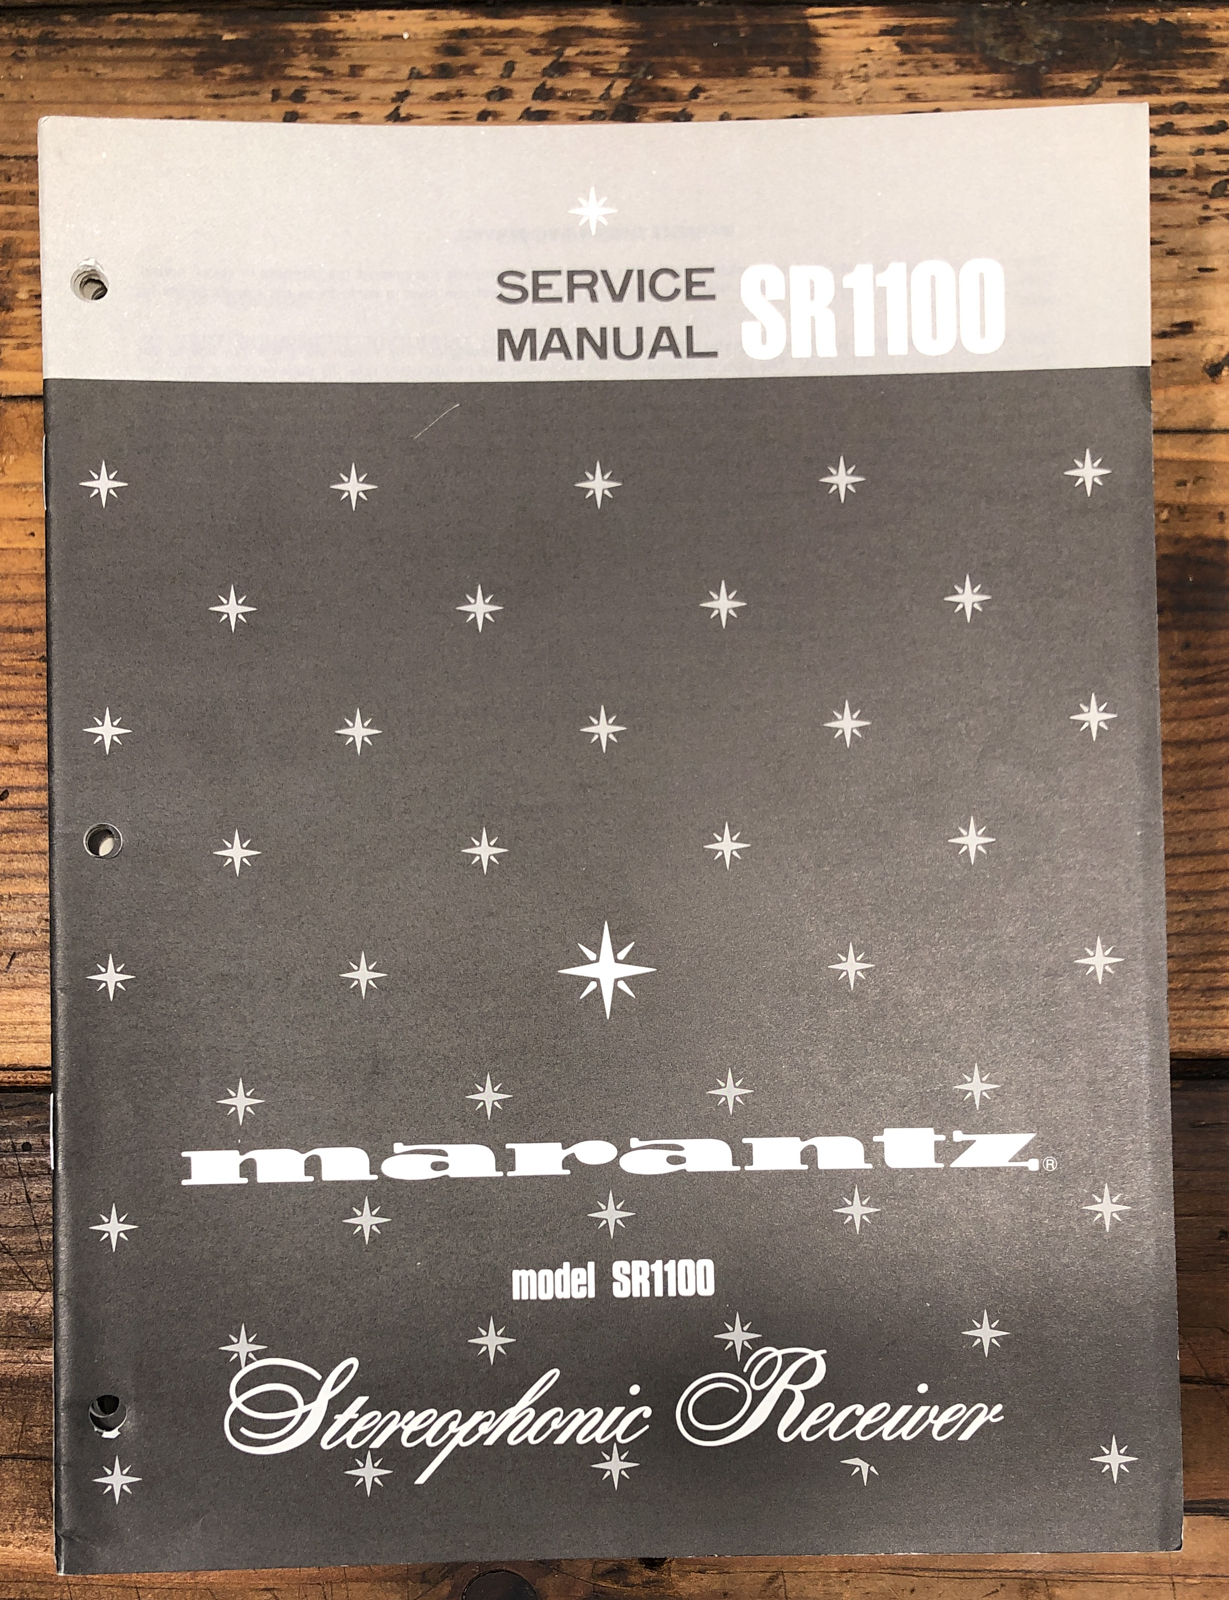 SERVICE
MANUAL SR1100
marantz®
model SR1100
Stereophonic Receiver